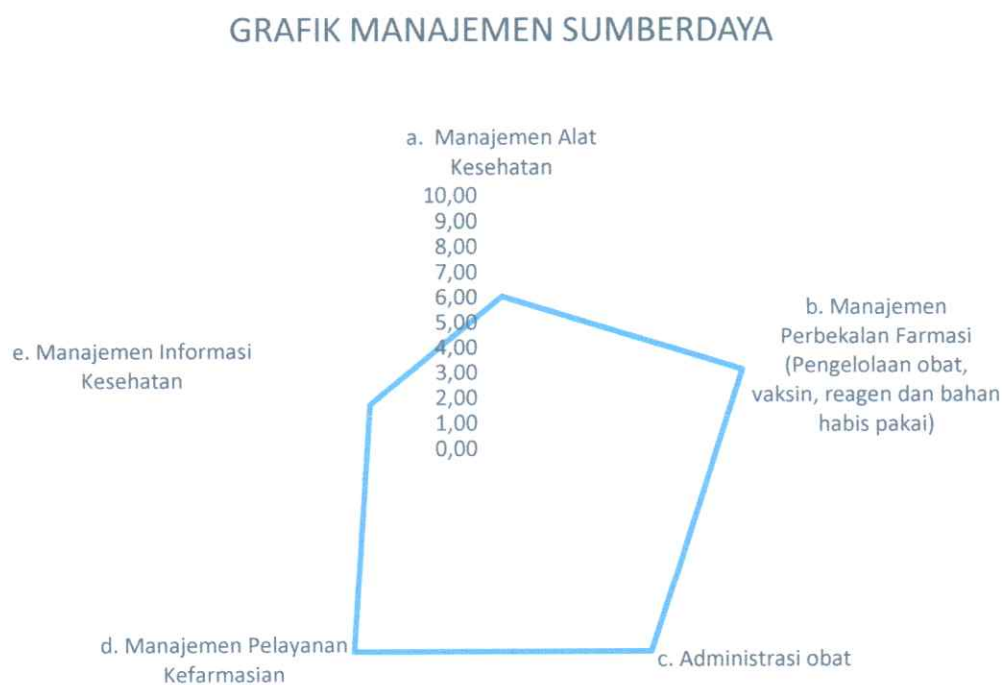 GRAFIK MANAJEMEN SUMBERDAYA
a. Manajemen Alat
Kesehatan
10,00
9,00
8,00
7,00
6,00
5,00
4,00
3,00
2,00
1,00
0,00
b. Manajemen
Perbekalan Farmasi
(Pengelolaan obat,
vaksin, reagen dan bahan
habis pakai)
c. Administrasi obat
d. Manajemen Pelayanan
Kefarmasian
e. Manajemen Informasi
Kesehatan